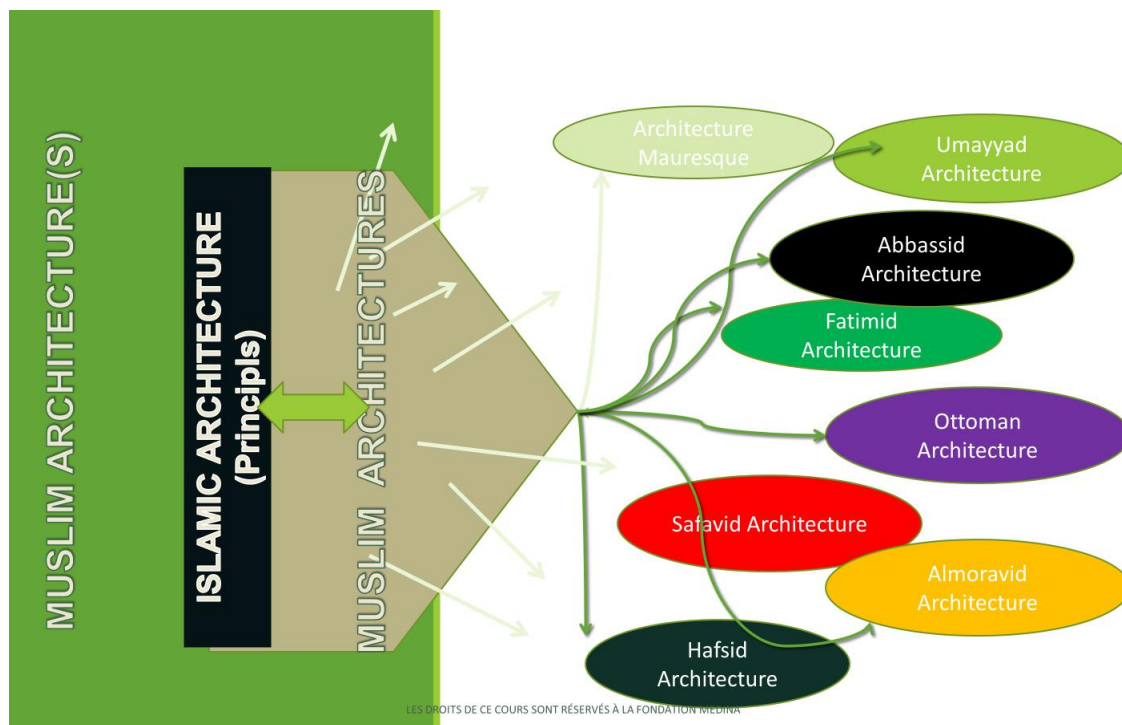 MUSLIM ARCHITECTURE(S)
ISLAMIC ARCHITECTURE
(Principls)
MUSLIM ARCHITECTURES
Architecture
Mauresque
Umayyad
Architecture
Abbassid
Architecture
Fatimid
Architecture
Ottoman
Architecture
Safavid Architecture
Almoravid
Architecture
Hafsid
Architecture
LES DROITS DE CE COURS SONT RÉSERVÉS À LA FONDATION MEDINA